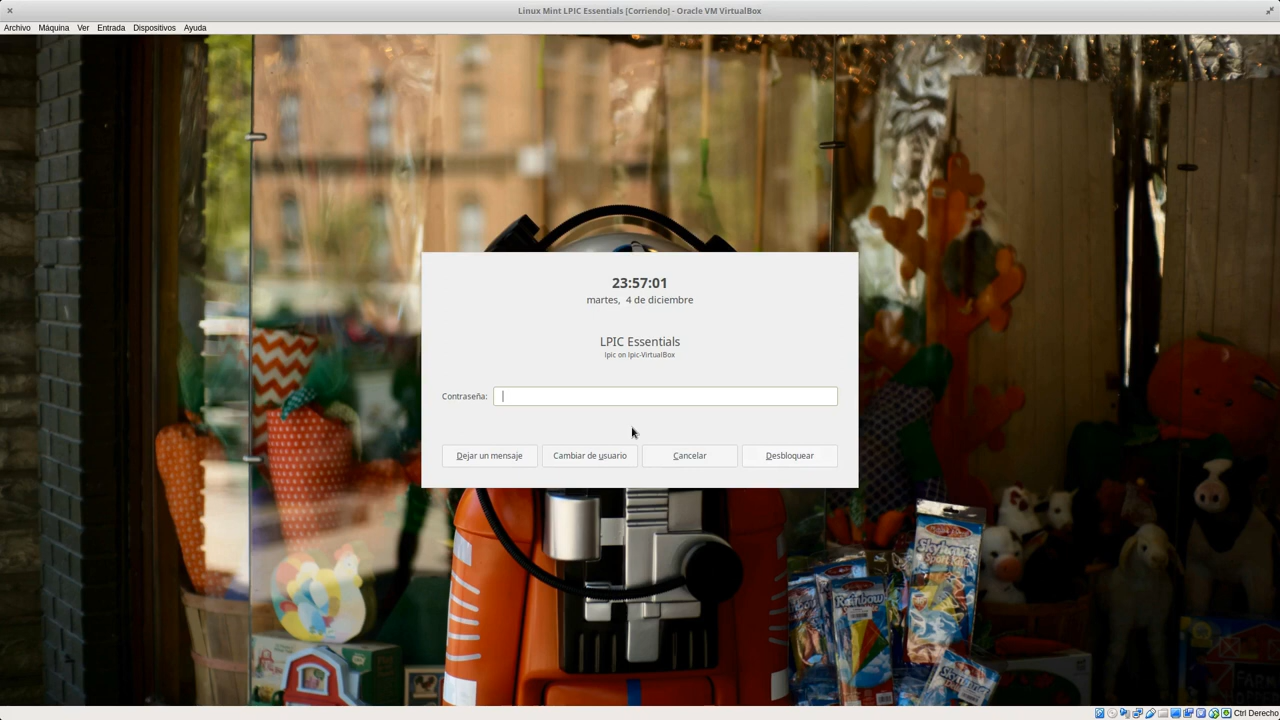 Linux Mint LPIC Essentials [Corriendo] - Oracle VM VirtualBox
Archivo Máquina Ver Entrada Dispositivos Ayuda
23:57:01
martes, 4 de diciembre
LPIC Essentials
lpic on lpic-VirtualBox
Contraseña:
Dejar un mensaje Cambiar de usuario Cancelar Desbloquear
Rainbow
FARM
Ctrl Derecho